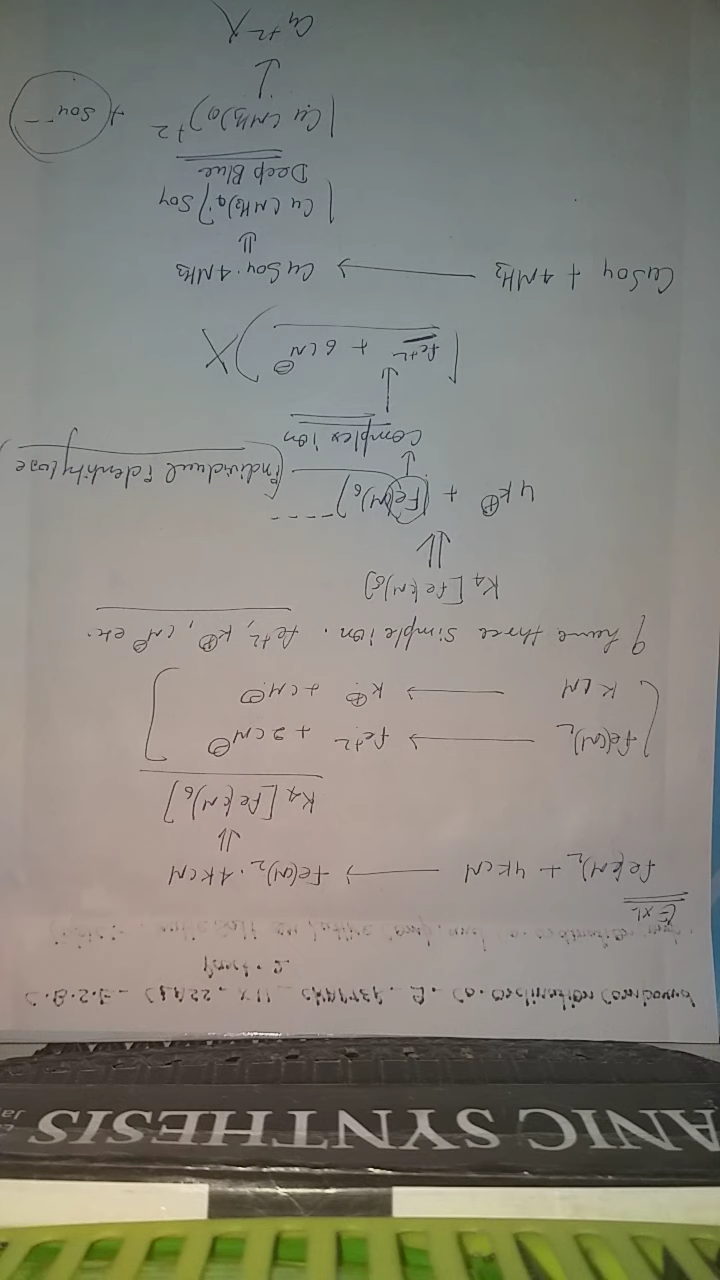 ANIC SYNTHESIS
Ex1
Fe(CN)2 + 4KCN ⟶ Fe(CN)2 · 4KCN
⇓
K4 [Fe(CN)6]
Fe(CN)2 ⟶ Fe+2 + 2CN⊖
KCN ⟶ K⊕ + CN⊖
I have three simple ion. Fe+2, K⊕, CN⊖ etc.
K4 [Fe(CN)6]
⇓
4K⊕ + [Fe(CN)6]---- (Individual Identity lose)
↓
Complex ion
↓
[Fe+2 + 6CN⊖] X
CuSO4 + 4NH3 ⟶ CuSO4 · 4NH3
⇓
[Cu(NH3)4] SO4
Deep Blue
[Cu(NH3)4]+2 + SO4--
↓
Cu+2 X